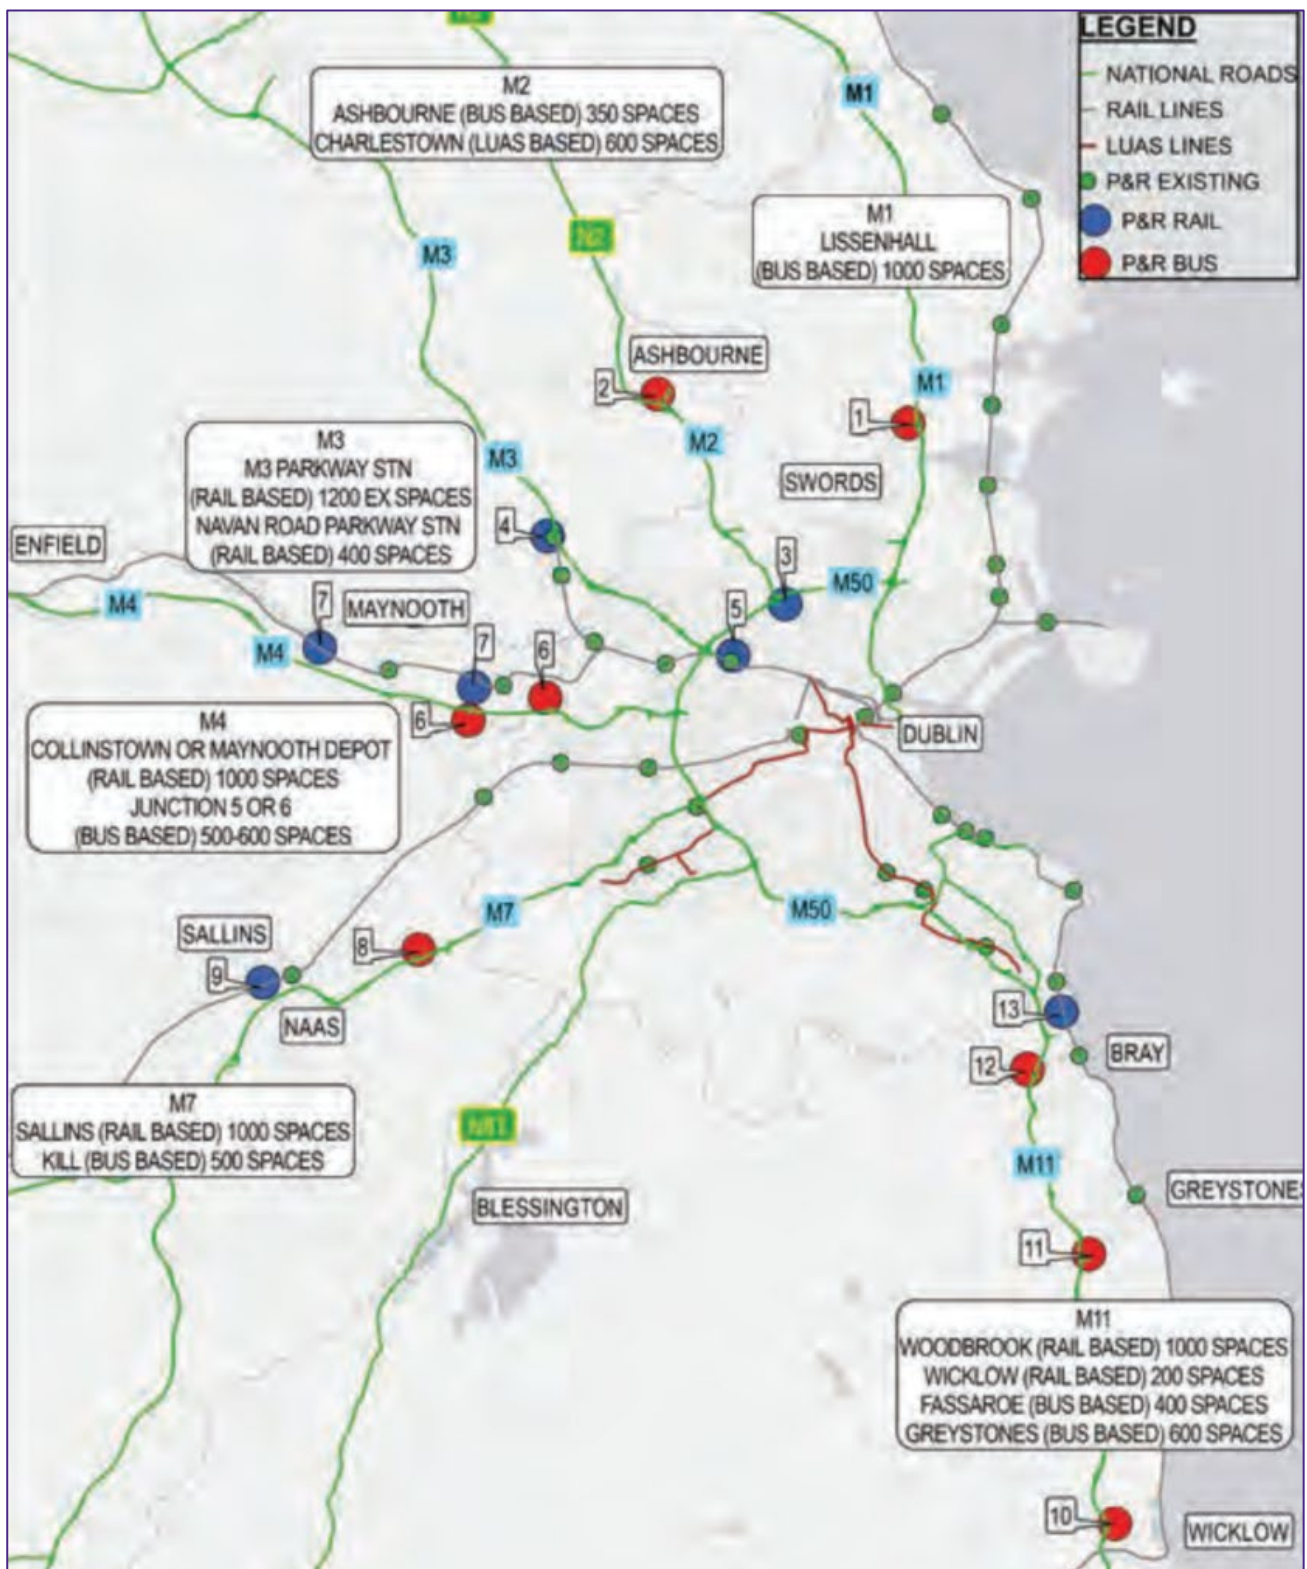 LEGEND
NATIONAL ROADS
RAIL LINES
LUAS LINES
P&R EXISTING
P&R RAIL
P&R BUS
M1
M2
ASHBOURNE (BUS BASED) 350 SPACES
CHARLESTOWN (LUAS BASED) 600 SPACES
M1
LISSENHALL
(BUS BASED) 1000 SPACES
N2
M3
ASHBOURNE
2
M1
1
M2
M3
SWORDS
M3
M3 PARKWAY STN
(RAIL BASED) 1200 EX SPACES
NAVAN ROAD PARKWAY STN
(RAIL BASED) 400 SPACES
4
ENFIELD
3
M50
M4
7
MAYNOOTH
5
M4
7
6
6
DUBLIN
M4
COLLINSTOWN OR MAYNOOTH DEPOT
(RAIL BASED) 1000 SPACES
JUNCTION 5 OR 6
(BUS BASED) 500-600 SPACES
M7
M50
SALLINS
8
9
NAAS
13
BRAY
12
M7
SALLINS (RAIL BASED) 1000 SPACES
KILL (BUS BASED) 500 SPACES
N81
M11
BLESSINGTON
GREYSTONES
11
M11
WOODBROOK (RAIL BASED) 1000 SPACES
WICKLOW (RAIL BASED) 200 SPACES
FASSAROE (BUS BASED) 400 SPACES
GREYSTONES (BUS BASED) 600 SPACES
10
WICKLOW